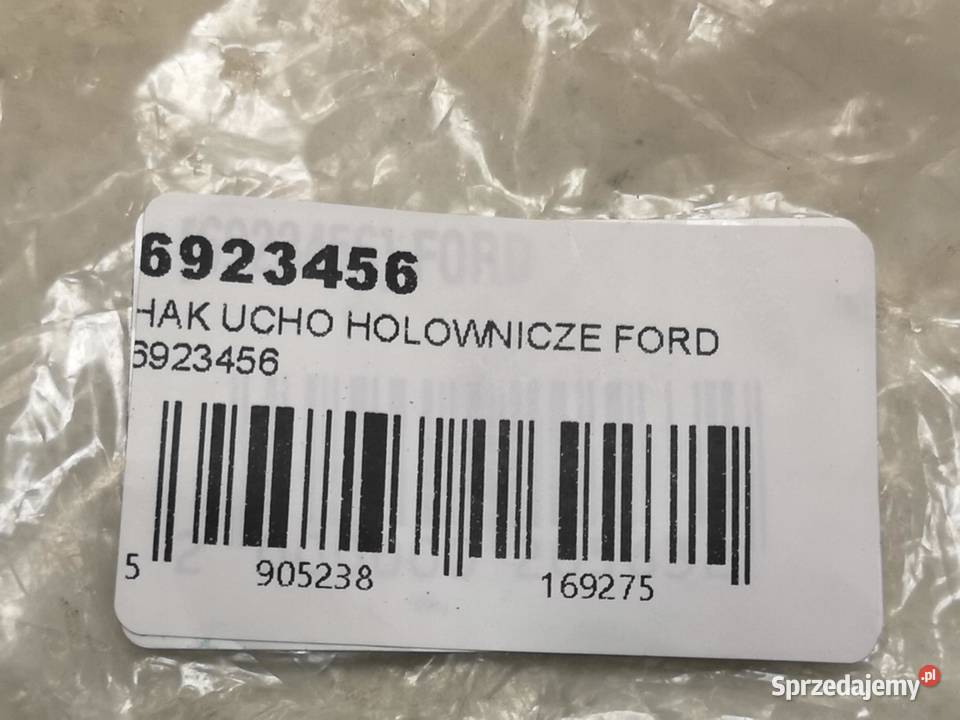 6923456
HAK UCHO HOLOWNICZE FORD
6923456
5 905238 169275
Sprzedajemy.pl